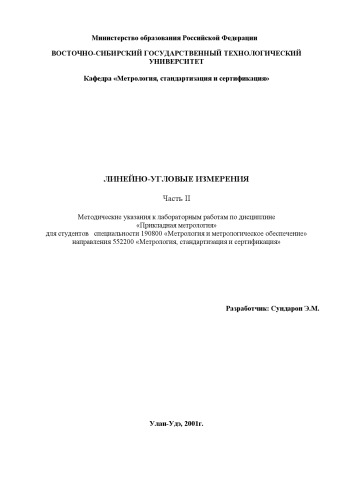 Министерство образования Российской Федерации
ВОСТОЧНО-СИБИРСКИЙ ГОСУДАРСТВЕННЫЙ ТЕХНОЛОГИЧЕСКИЙ
УНИВЕРСИТЕТ
Кафедра «Метрология, стандартизация и сертификация»
ЛИНЕЙНО-УГЛОВЫЕ ИЗМЕРЕНИЯ
Часть II
Методические указания к лабораторным работам по дисциплине
«Прикладная метрология»
для студентов специальности 190800 «Метрология и метрологическое обеспечение»
направления 552200 «Метрология, стандартизация и сертификация»
Разработчик: Сундарон Э.М.
Улан-Удэ, 2001г.